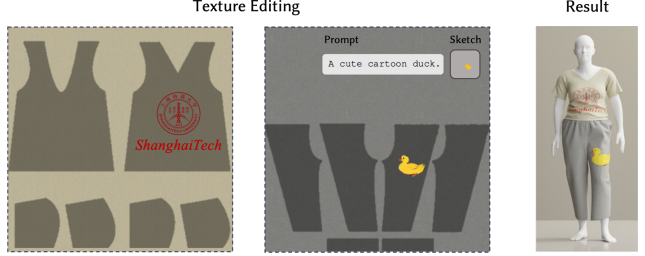 Texture Editing
Result
Prompt
Sketch
A cute cartoon duck.
ShanghaiTech